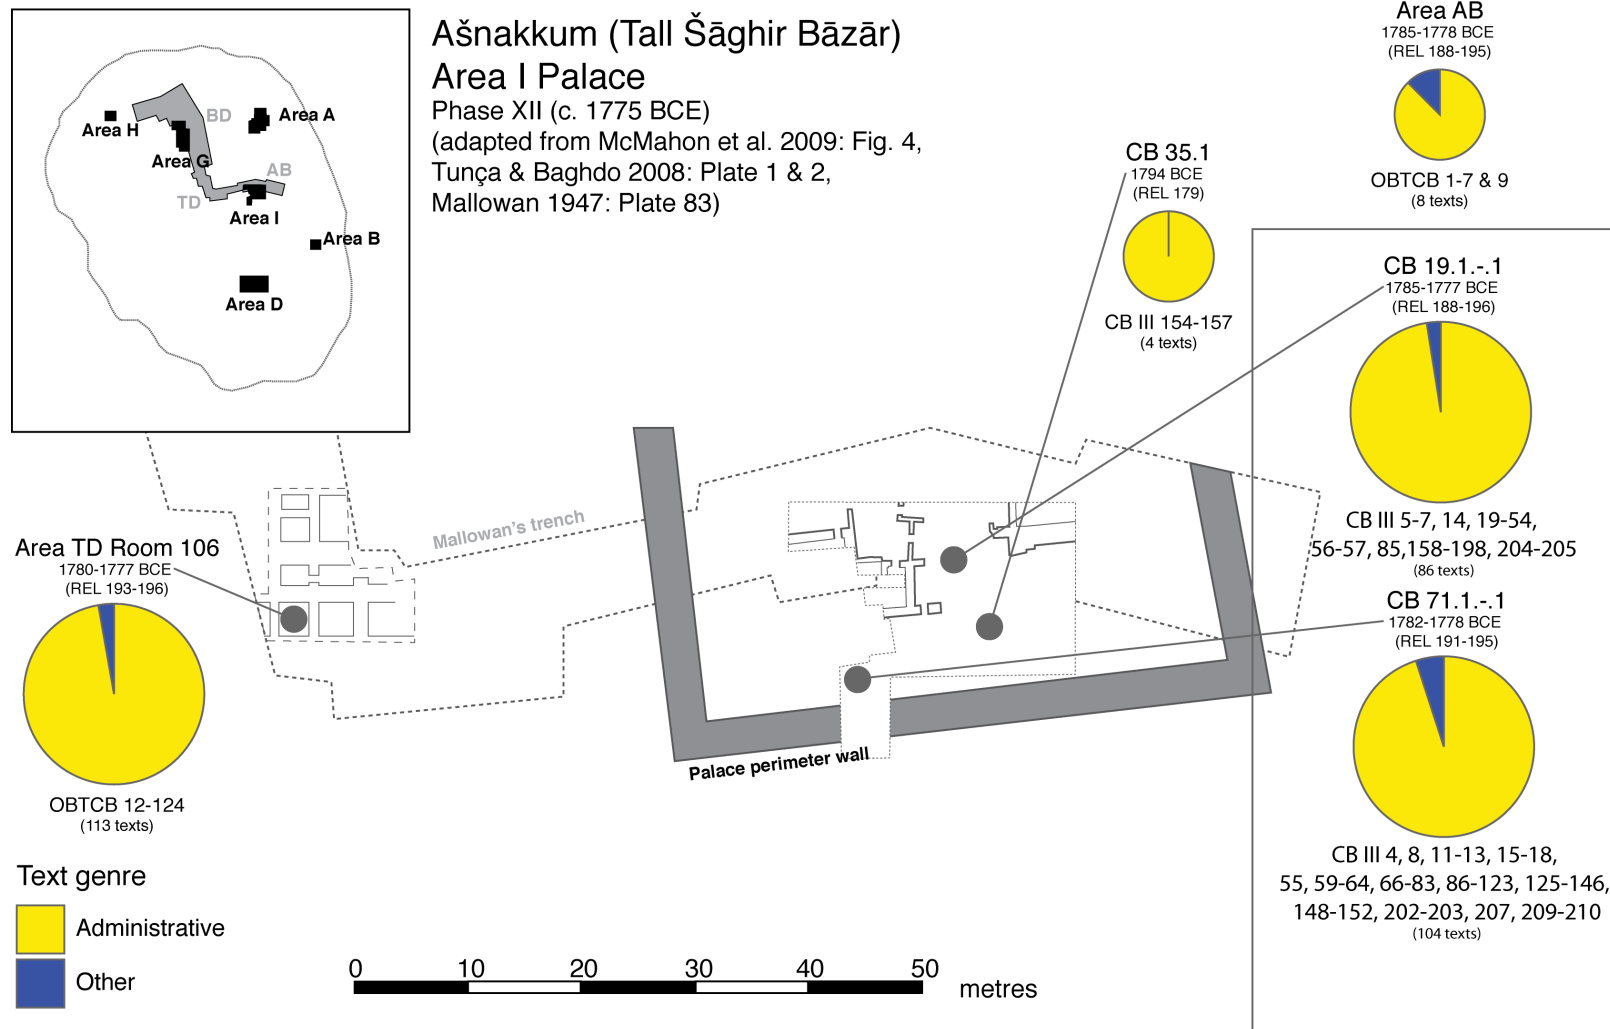 Ašnakkum (Tall Šāghir Bāzār)
Area I Palace
Phase XII (c. 1775 BCE)
(adapted from McMahon et al. 2009: Fig. 4,
Tunça & Baghdo 2008: Plate 1 & 2,
Mallowan 1947: Plate 83)
BD
Area A
Area H
Area G
AB
TD
Area I
Area B
Area D
Area AB
1785-1778 BCE
(REL 188-195)
OBTCB 1-7 & 9
(8 texts)
CB 35.1
1794 BCE
(REL 179)
CB III 154-157
(4 texts)
CB 19.1.-.1
1785-1777 BCE
(REL 188-196)
CB III 5-7, 14, 19-54,
56-57, 85,158-198, 204-205
(86 texts)
CB 71.1.-.1
1782-1778 BCE
(REL 191-195)
CB III 4, 8, 11-13, 15-18,
55, 59-64, 66-83, 86-123, 125-146,
148-152, 202-203, 207, 209-210
(104 texts)
Mallowan's trench
Area TD Room 106
1780-1777 BCE
(REL 193-196)
OBTCB 12-124
(113 texts)
Palace perimeter wall
Text genre
Administrative
Other
0 10 20 30 40 50
metres